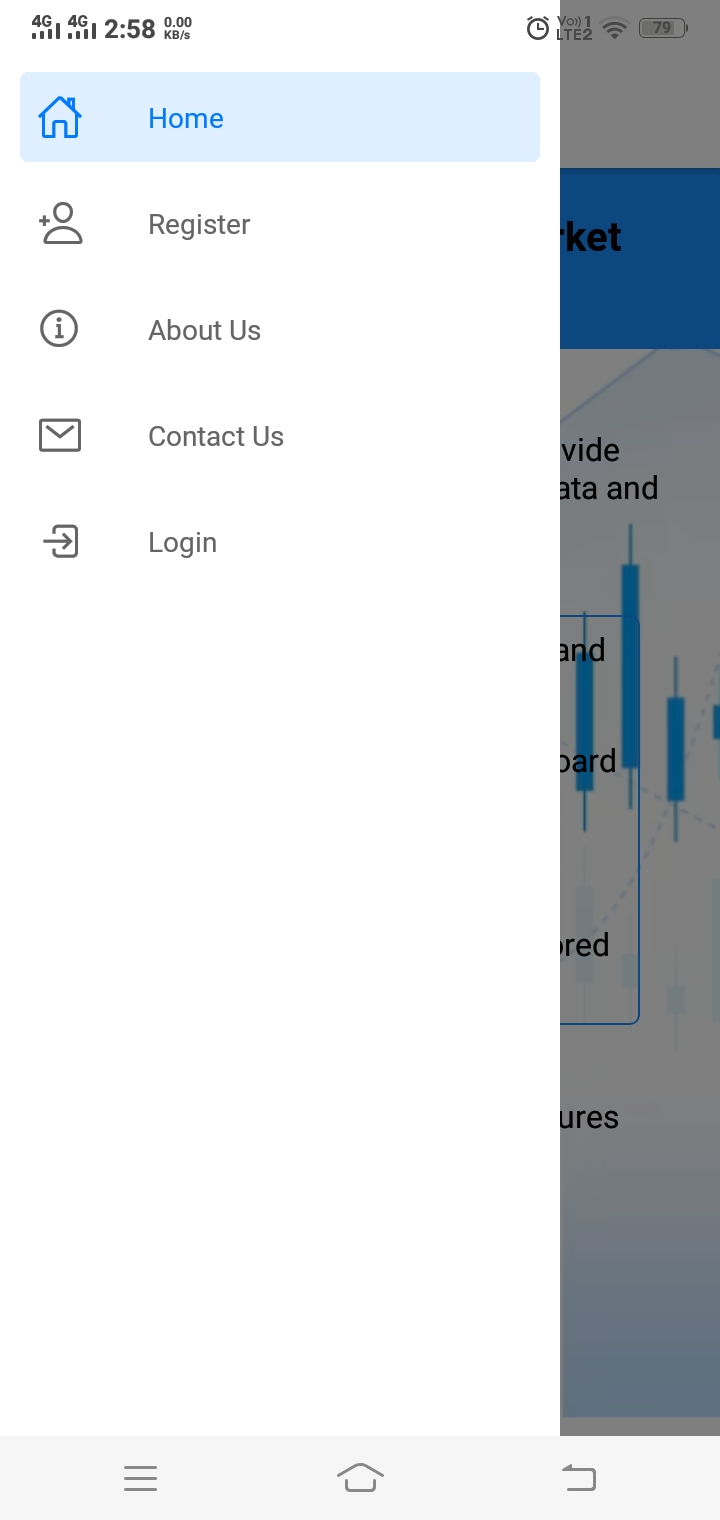 4G 4G 2:58 0.00 KB/s Vo)) 1 LTE2 79
Home
rket
Register
About Us
Contact Us
vide
ata and
Login
and
oard
ored
ures